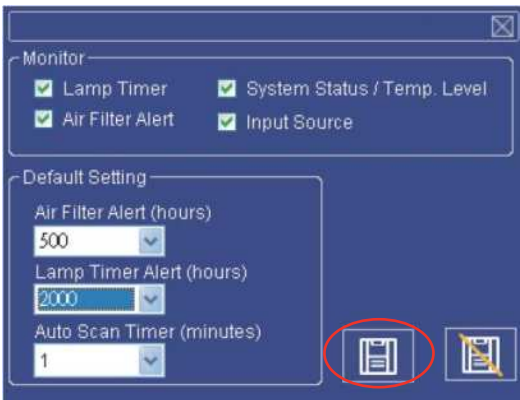 Monitor
Lamp Timer System Status / Temp. Level
Air Filter Alert Input Source
Default Setting
Air Filter Alert (hours)
500
Lamp Timer Alert (hours)
2000
Auto Scan Timer (minutes)
1